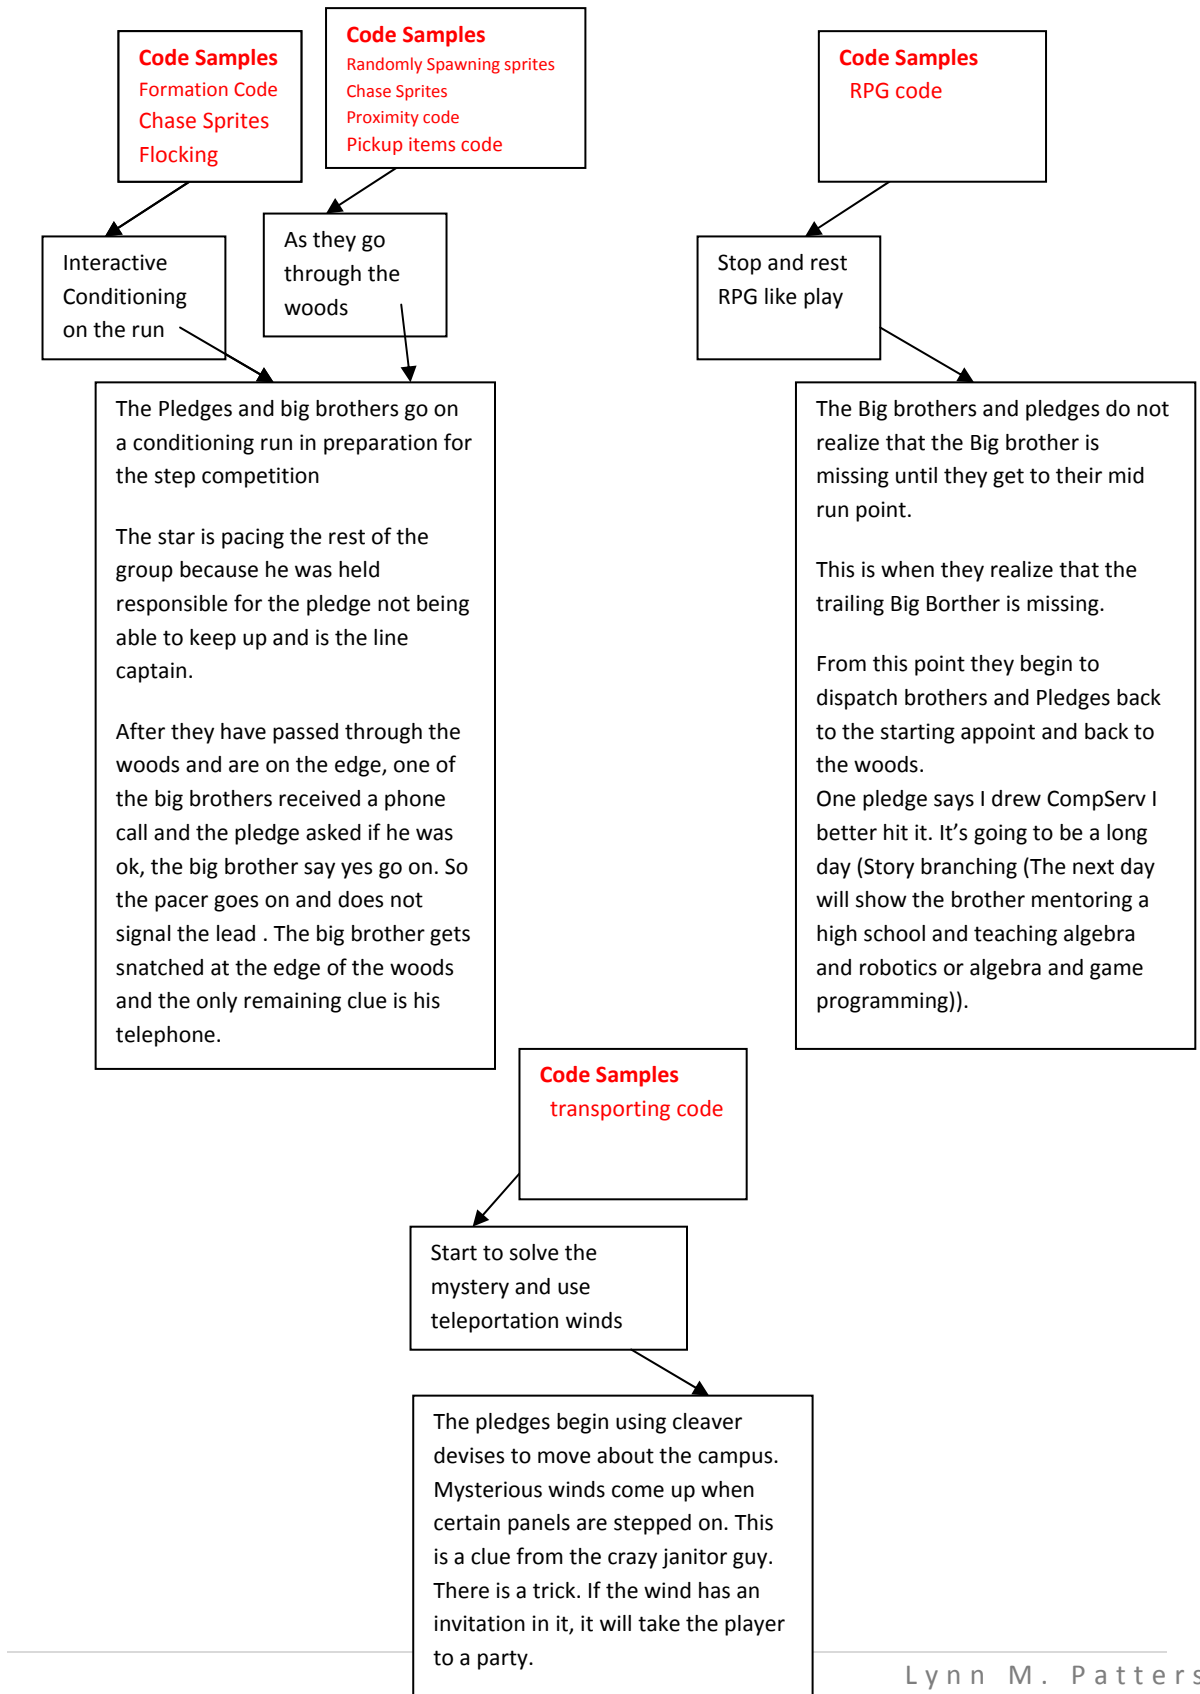 Code Samples
Formation Code
Chase Sprites
Flocking
Code Samples
Randomly Spawning sprites
Chase Sprites
Proximity code
Pickup items code
Code Samples
RPG code
Interactive
Conditioning
on the run
As they go
through the
woods
Stop and rest
RPG like play
The Pledges and big brothers go on
a conditioning run in preparation for
the step competition
The star is pacing the rest of the
group because he was held
responsible for the pledge not being
able to keep up and is the line
captain.
After they have passed through the
woods and are on the edge, one of
the big brothers received a phone
call and the pledge asked if he was
ok, the big brother say yes go on. So
the pacer goes on and does not
signal the lead . The big brother gets
snatched at the edge of the woods
and the only remaining clue is his
telephone.
The Big brothers and pledges do not
realize that the Big brother is
missing until they get to their mid
run point.
This is when they realize that the
trailing Big Borther is missing.
From this point they begin to
dispatch brothers and Pledges back
to the starting appoint and back to
the woods.
One pledge says I drew CompServ I
better hit it. It’s going to be a long
day (Story branching (The next day
will show the brother mentoring a
high school and teaching algebra
and robotics or algebra and game
programming)).
Code Samples
transporting code
Start to solve the
mystery and use
teleportation winds
The pledges begin using cleaver
devises to move about the campus.
Mysterious winds come up when
certain panels are stepped on. This
is a clue from the crazy janitor guy.
There is a trick. If the wind has an
invitation in it, it will take the player
to a party.
Lynn M. Patters